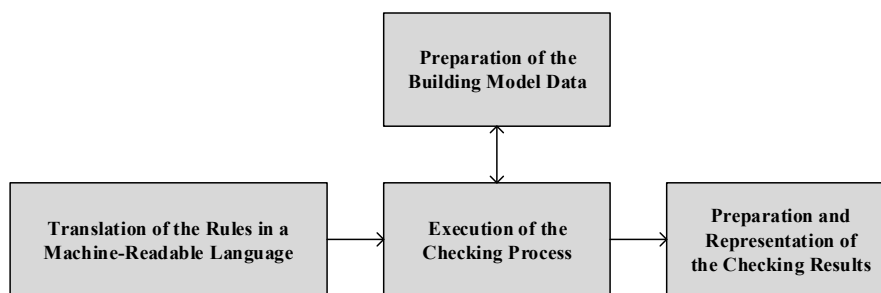 Preparation of the
Building Model Data
Translation of the Rules in a
Machine-Readable Language
Execution of the
Checking Process
Preparation and
Representation of
the Checking Results